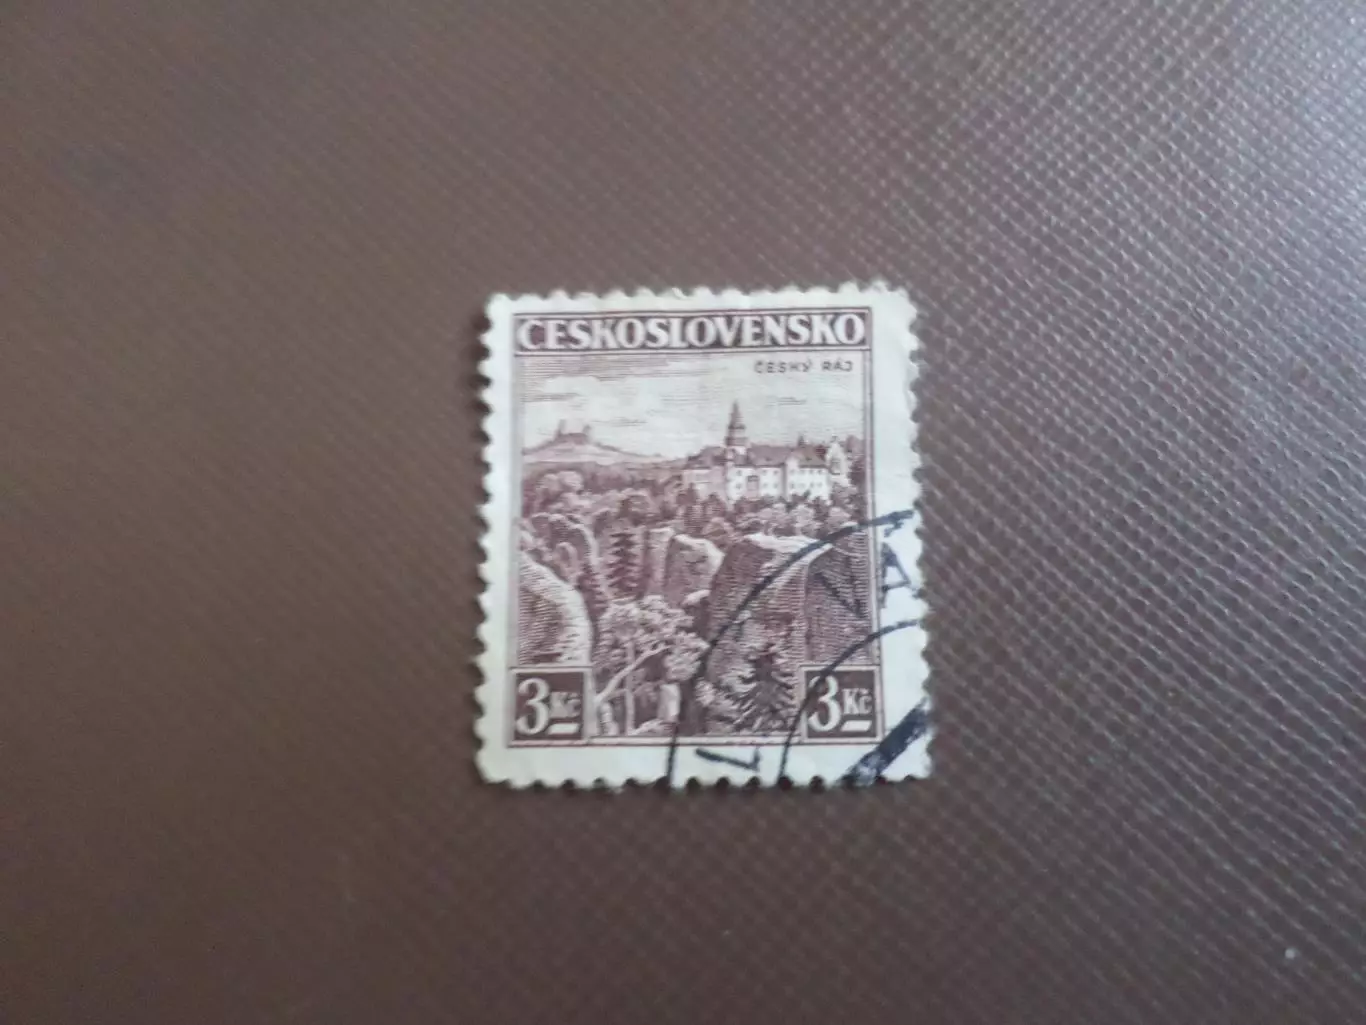 ČESKOSLOVENSKO
ČESKÝ RÁJ
3 Kč
3 Kč